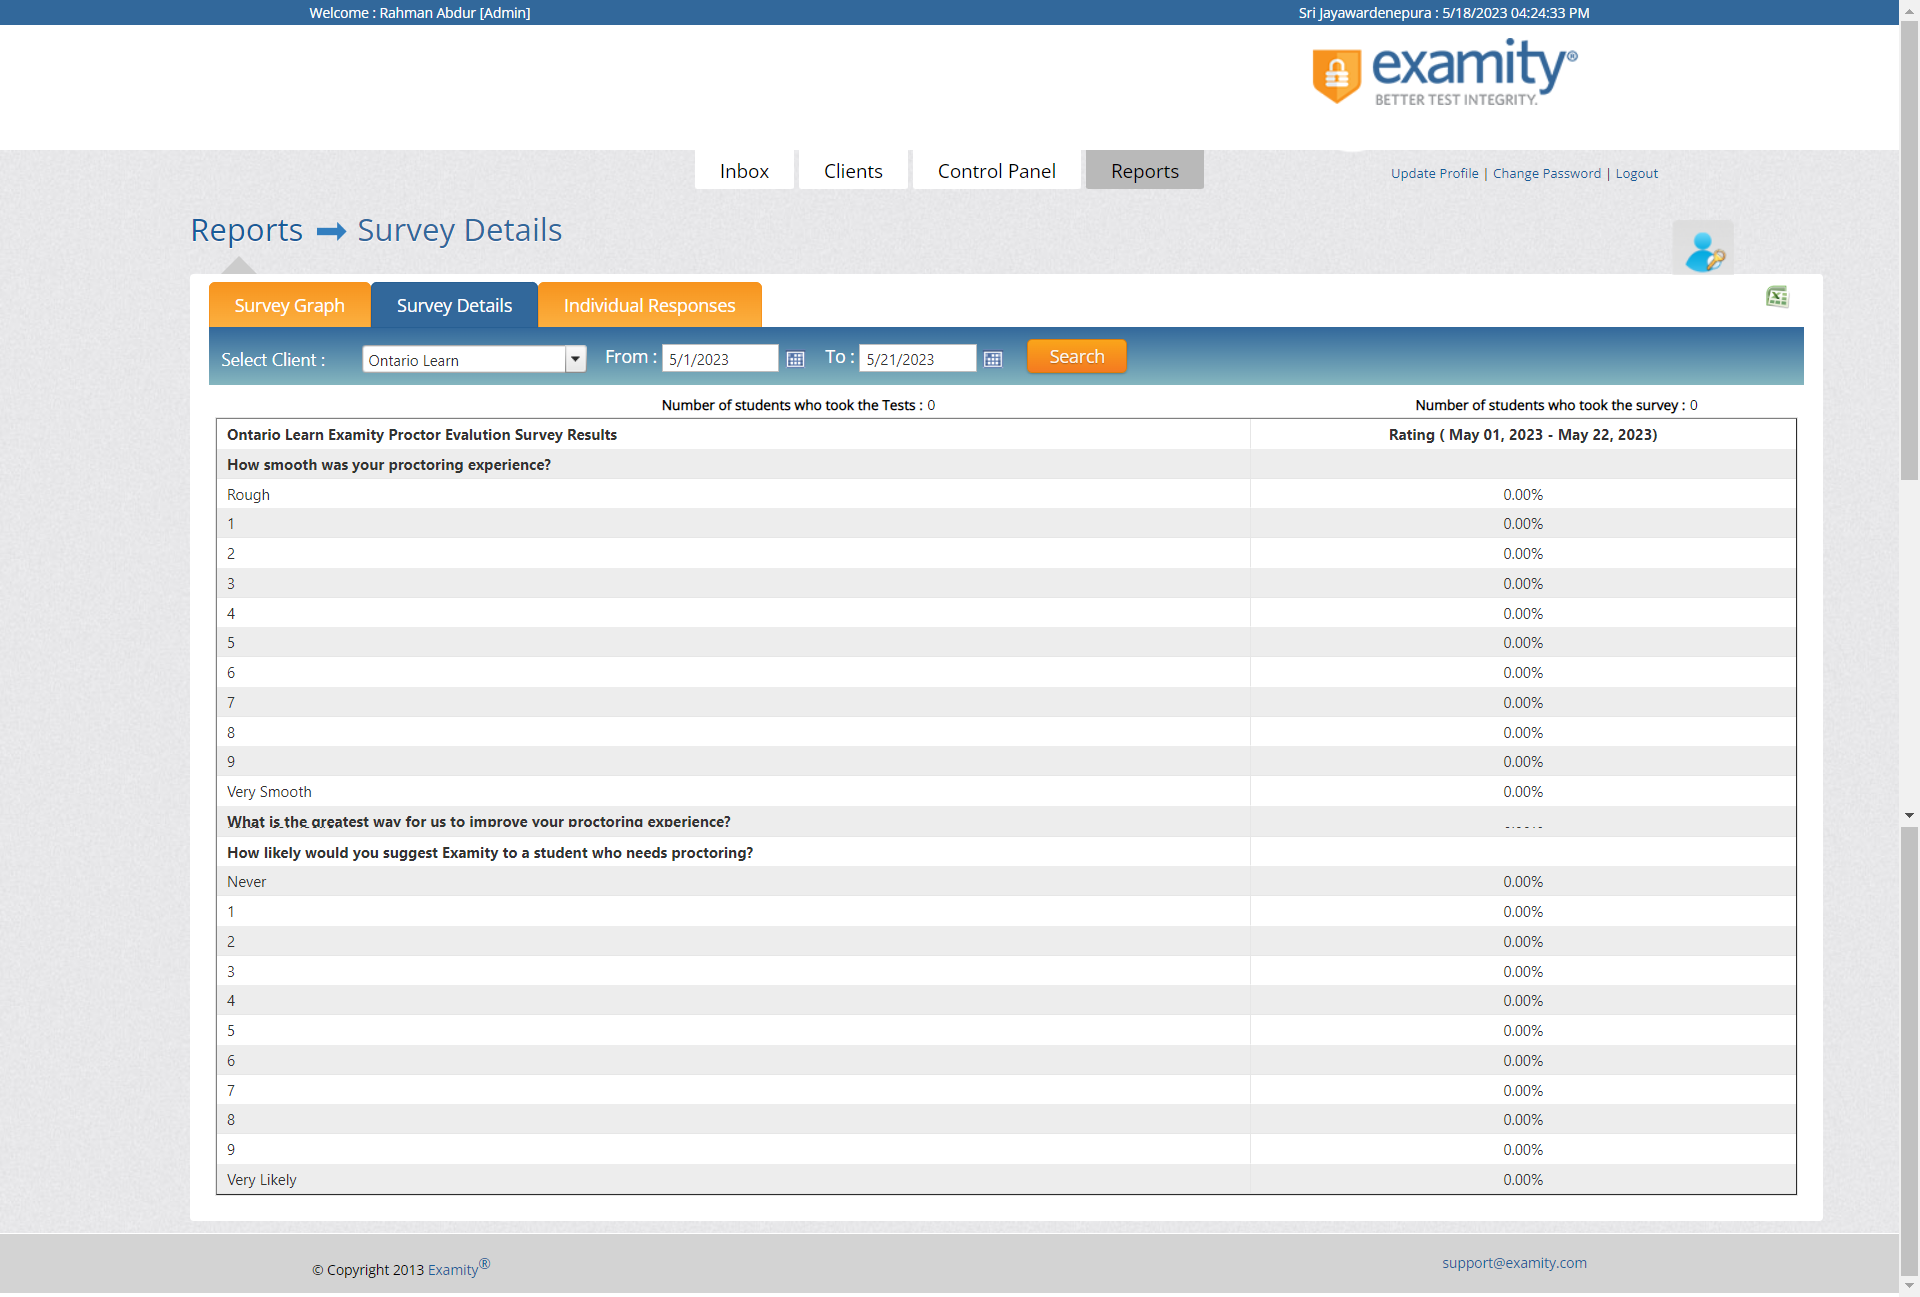 Welcome : Rahman Abdur [Admin]
Sri Jayawardenepura : 5/18/2023 04:24:33 PM
examity®
BETTER TEST INTEGRITY.
Inbox
Clients
Control Panel
Reports
Update Profile | Change Password | Logout
Reports Survey Details
Survey Graph
Survey Details
Individual Responses
Select Client :
Ontario Learn
From :
5/1/2023
To :
5/21/2023
Search
Number of students who took the Tests : 0
Number of students who took the survey : 0
Ontario Learn Examity Proctor Evalution Survey Results
Rating ( May 01, 2023 - May 22, 2023)
How smooth was your proctoring experience?
Rough 0.00%
1 0.00%
2 0.00%
3 0.00%
4 0.00%
5 0.00%
6 0.00%
7 0.00%
8 0.00%
9 0.00%
Very Smooth 0.00%
What is the greatest way for us to improve your proctoring experience?
How likely would you suggest Examity to a student who needs proctoring?
Never 0.00%
1 0.00%
2 0.00%
3 0.00%
4 0.00%
5 0.00%
6 0.00%
7 0.00%
8 0.00%
9 0.00%
Very Likely 0.00%
© Copyright 2013 Examity®
support@examity.com